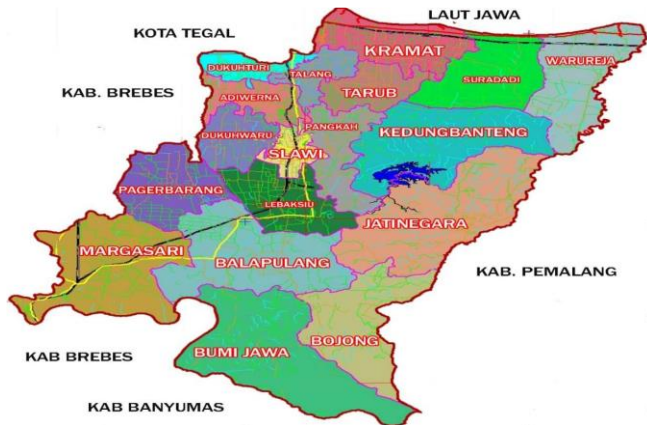 LAUT JAWA
KOTA TEGAL
KRAMAT
WARUREJA
DUKUHTURI
TALANG
SURADADI
KAB. BREBES
ADIWERNA
TARUB
DUKUHWARU
PANGKAH
KEDUNGBANTENG
SLAWI
PAGERBARANG
LEBAKSIU
JATINEGARA
MARGASARI
BALAPULANG
KAB. PEMALANG
BOJONG
KAB BREBES
BUMI JAWA
KAB BANYUMAS